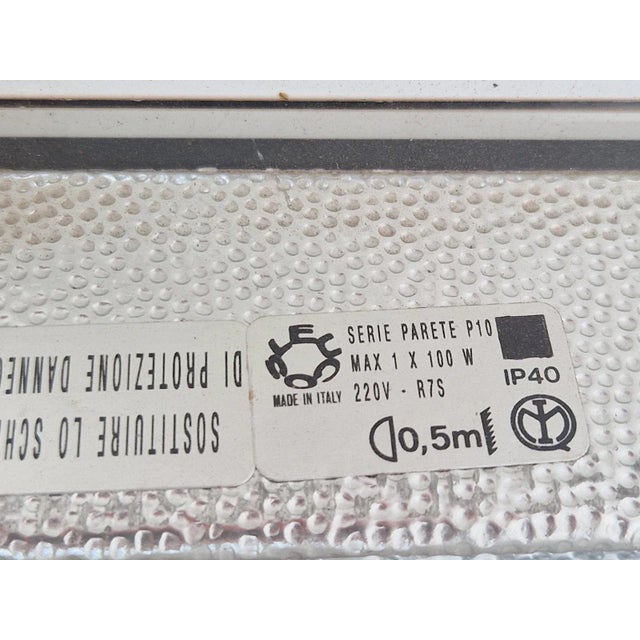 SERIE PARETE P10
MAX 1 X 100 W
220V - R7S
MADE IN ITALY
IP40
0,5m
SOSTITUIRE LO
DI PROTEZIONE